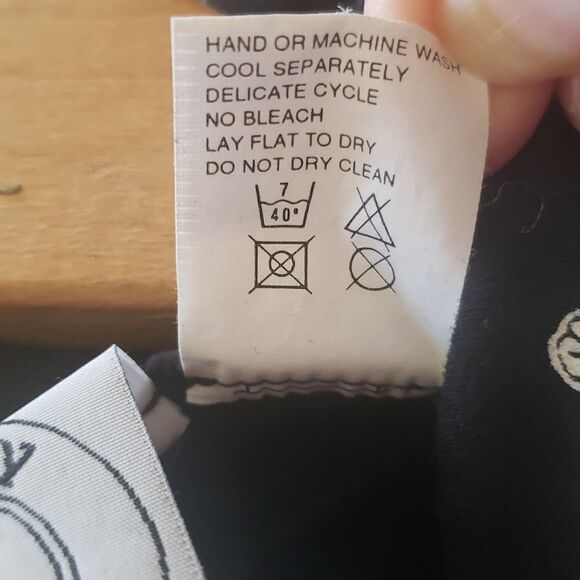 HAND OR MACHINE WASH
COOL SEPARATELY
DELICATE CYCLE
NO BLEACH
LAY FLAT TO DRY
DO NOT DRY CLEAN
7
40°
y